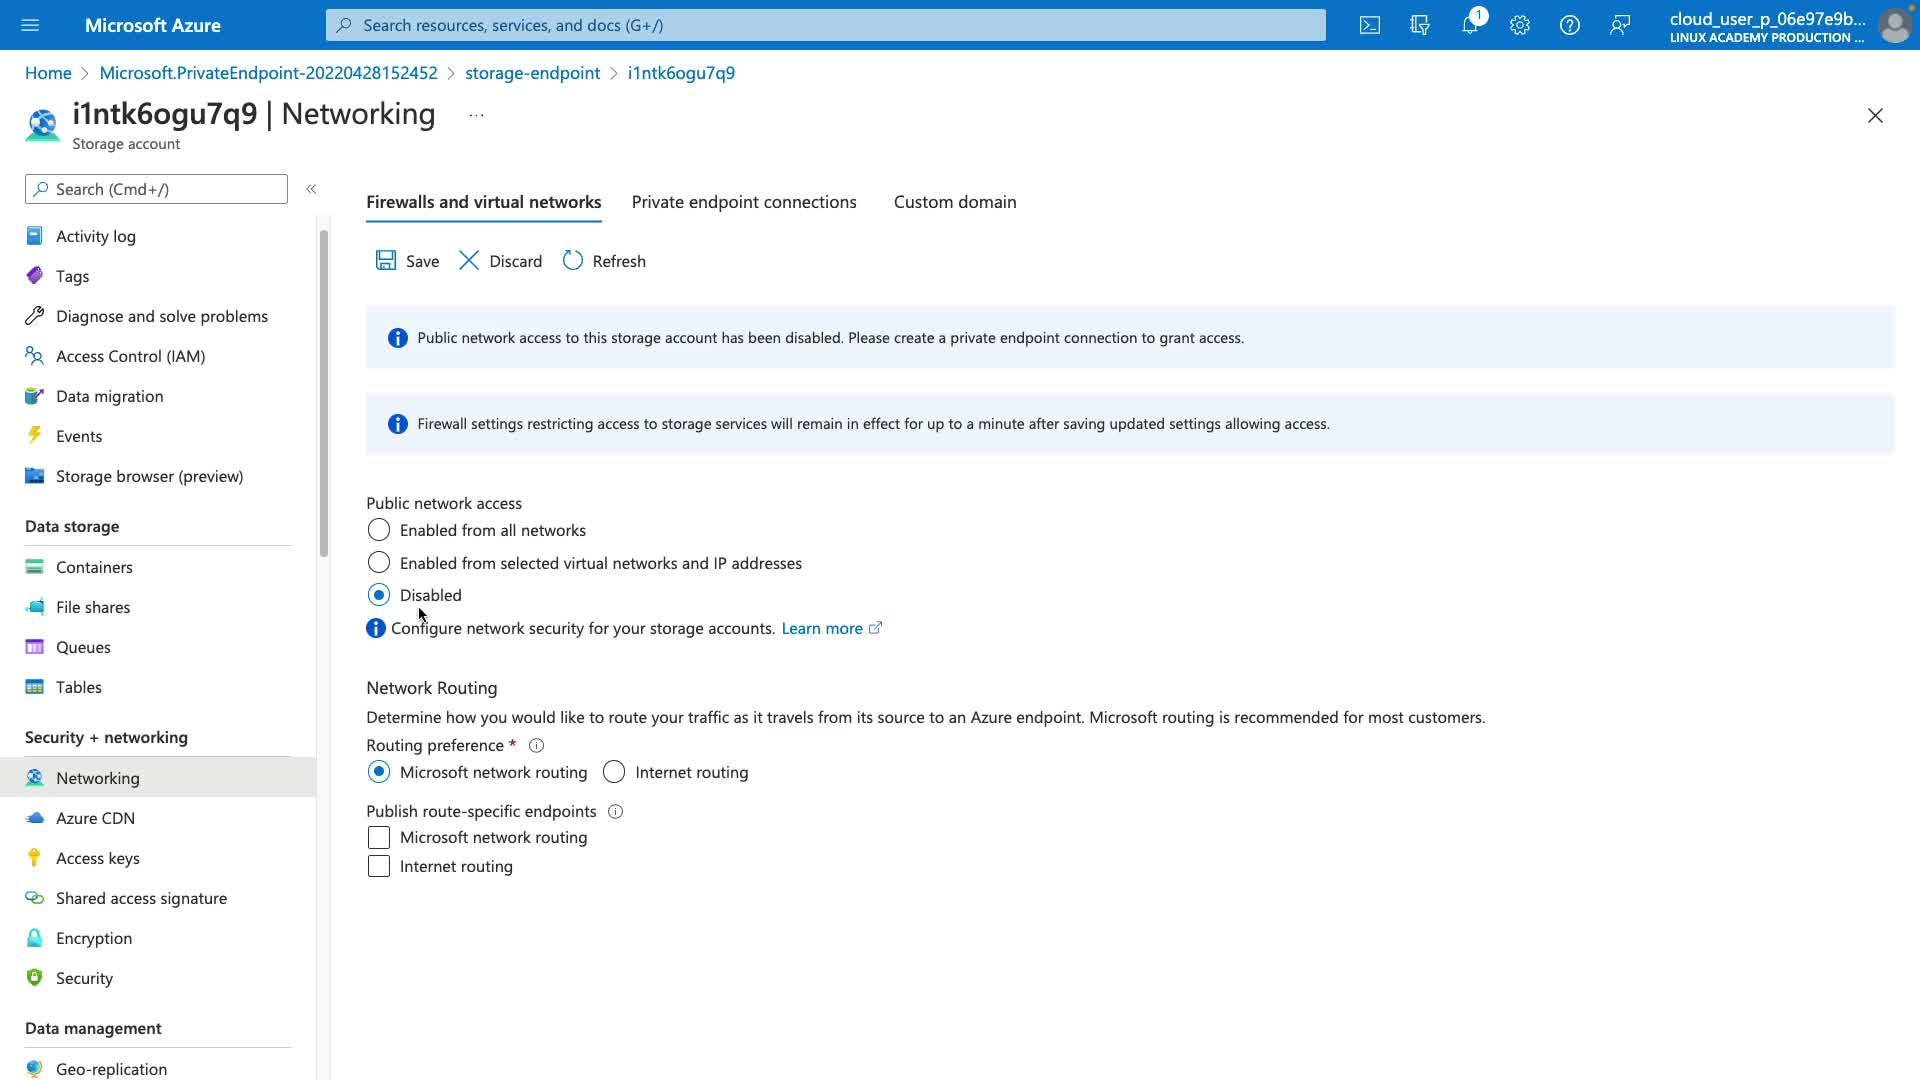 Microsoft Azure
Search resources, services, and docs (G+/)
1
cloud_user_p_06e97e9b...
LINUX ACADEMY PRODUCTION ...
Home > Microsoft.PrivateEndpoint-20220428152452 > storage-endpoint > i1ntk6ogu7q9
i1ntk6ogu7q9 | Networking ...
Storage account
Search (Cmd+/)
«
Activity log
Tags
Diagnose and solve problems
Access Control (IAM)
Data migration
Events
Storage browser (preview)
Data storage
Containers
File shares
Queues
Tables
Security + networking
Networking
Azure CDN
Access keys
Shared access signature
Encryption
Security
Data management
Geo-replication
Firewalls and virtual networks Private endpoint connections Custom domain
Save Discard Refresh
Public network access to this storage account has been disabled. Please create a private endpoint connection to grant access.
Firewall settings restricting access to storage services will remain in effect for up to a minute after saving updated settings allowing access.
Public network access
Enabled from all networks
Enabled from selected virtual networks and IP addresses
Disabled
Configure network security for your storage accounts. Learn more
Network Routing
Determine how you would like to route your traffic as it travels from its source to an Azure endpoint. Microsoft routing is recommended for most customers.
Routing preference *
Microsoft network routing Internet routing
Publish route-specific endpoints
Microsoft network routing
Internet routing